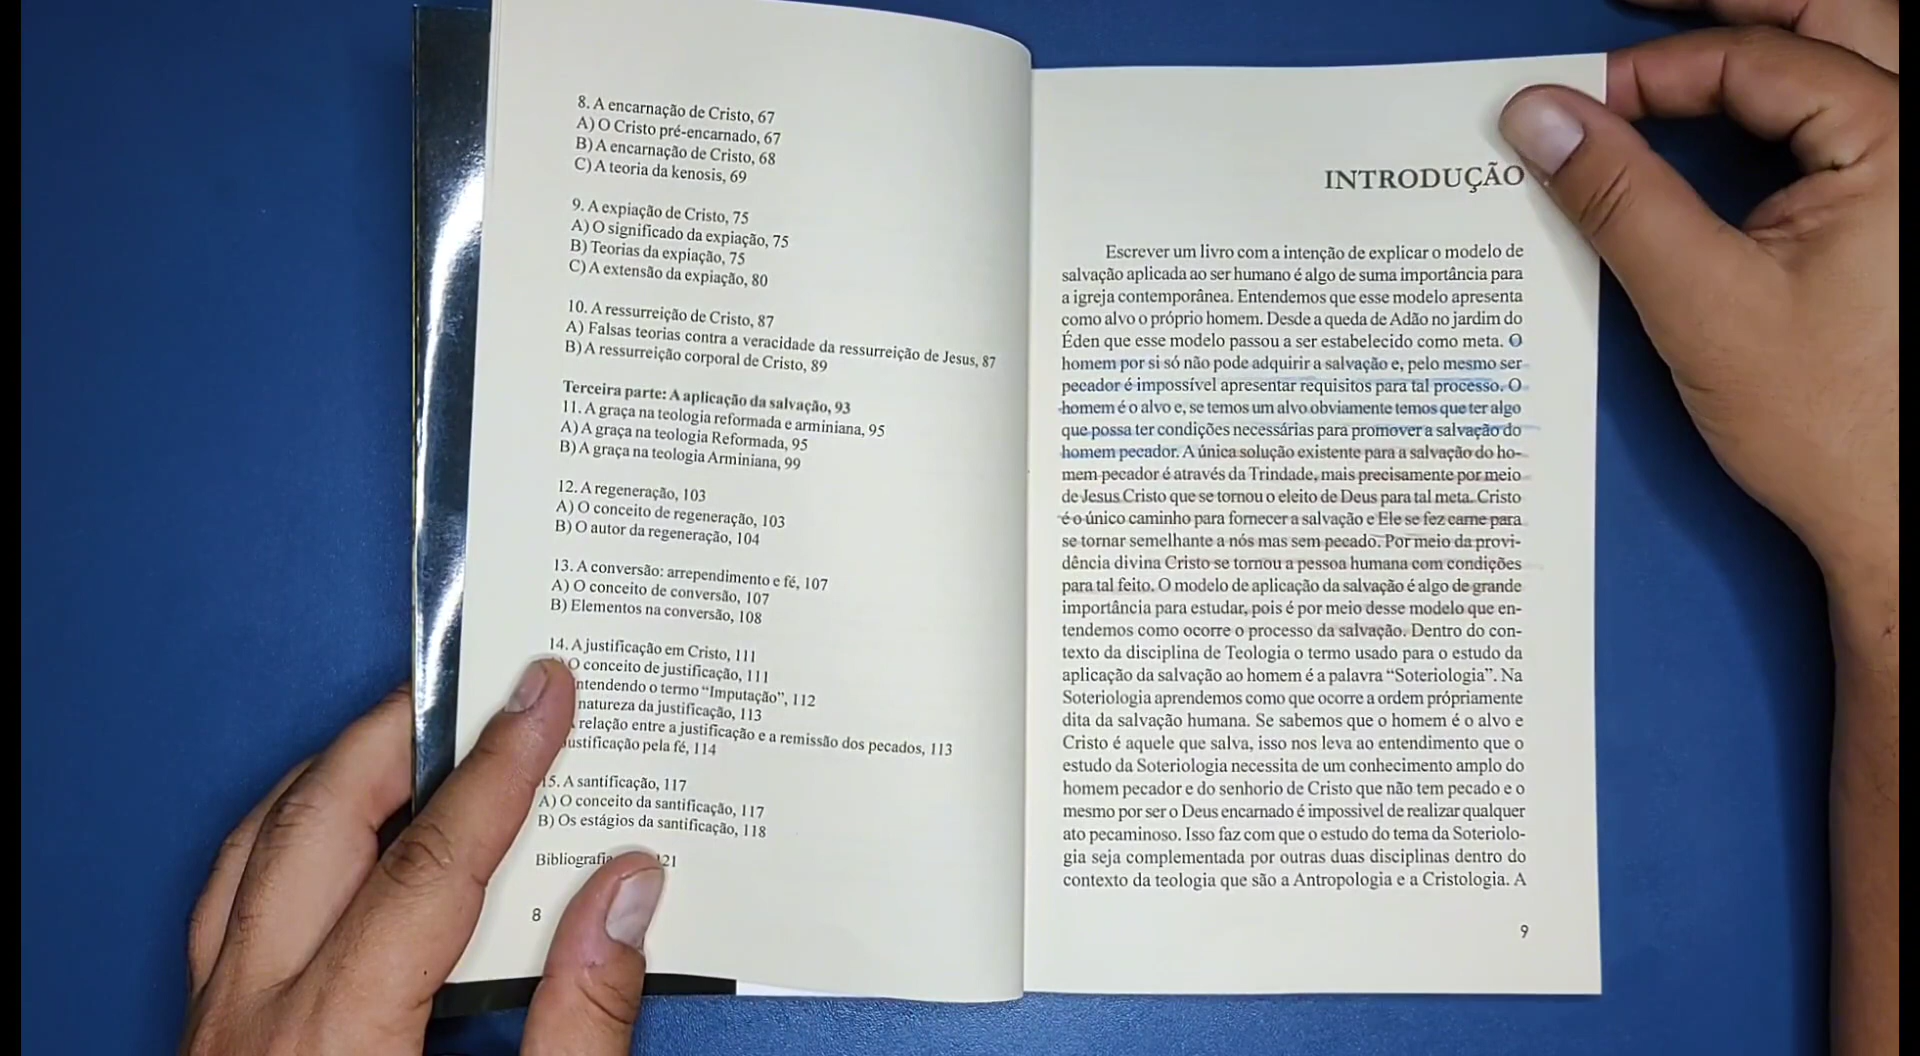 8. A encarnação de Cristo, 67
A) O Cristo pré-encarnado, 67
B) A encarnação de Cristo, 68
C) A teoria da kenosis, 69
9. A expiação de Cristo, 75
A) O significado da expiação, 75
B) Teorias da expiação, 75
C) A extensão da expiação, 80
10. A ressurreição de Cristo, 87
A) Falsas teorias contra a veracidade da ressurreição de Jesus, 87
B) A ressurreição corporal de Cristo, 89
Terceira parte: A aplicação da salvação, 93
11. A graça na teologia reformada e arminiana, 95
A) A graça na teologia Reformada, 95
B) A graça na teologia Arminiana, 99
12. A regeneração, 103
A) O conceito de regeneração, 103
B) O autor da regeneração, 104
13. A conversão: arrependimento e fé, 107
A) O conceito de conversão, 107
B) Elementos na conversão, 108
14. A justificação em Cristo, 111
O conceito de justificação, 111
ntendendo o termo “Imputação”, 112
natureza da justificação, 113
relação entre a justificação e a remissão dos pecados, 113
ustificação pela fé, 114
15. A santificação, 117
A) O conceito da santificação, 117
B) Os estágios da santificação, 118
Bibliografia 121
8
INTRODUÇÃO
Escrever um livro com a intenção de explicar o modelo de
salvação aplicada ao ser humano é algo de suma importância para
a igreja contemporânea. Entendemos que esse modelo apresenta
como alvo o próprio homem. Desde a queda de Adão no jardim do
Éden que esse modelo passou a ser estabelecido como meta. O
homem por si só não pode adquirir a salvação e, pelo mesmo ser
pecador é impossível apresentar requisitos para tal processo. O
homem é o alvo e, se temos um alvo obviamente temos que ter algo
que possa ter condições necessárias para promover a salvação do
homem pecador. A única solução existente para a salvação do ho-
mem pecador é através da Trindade, mais precisamente por meio
de Jesus Cristo que se tornou o eleito de Deus para tal meta. Cristo
é o único caminho para fornecer a salvação e Ele se fez carne para
se tornar semelhante a nós mas sem pecado. Por meio da provi-
dência divina Cristo se tornou a pessoa humana com condições
para tal feito. O modelo de aplicação da salvação é algo de grande
importância para estudar, pois é por meio desse modelo que en-
tendemos como ocorre o processo da salvação. Dentro do con-
texto da disciplina de Teologia o termo usado para o estudo da
aplicação da salvação ao homem é a palavra “Soteriologia”. Na
Soteriologia aprendemos como que ocorre a ordem própriamente
dita da salvação humana. Se sabemos que o homem é o alvo e
Cristo é aquele que salva, isso nos leva ao entendimento que o
estudo da Soteriologia necessita de um conhecimento amplo do
homem pecador e do senhorio de Cristo que não tem pecado e o
mesmo por ser o Deus encarnado é impossivel de realizar qualquer
ato pecaminoso. Isso faz com que o estudo do tema da Soteriolo-
gia seja complementada por outras duas disciplinas dentro do
contexto da teologia que são a Antropologia e a Cristologia. A
9